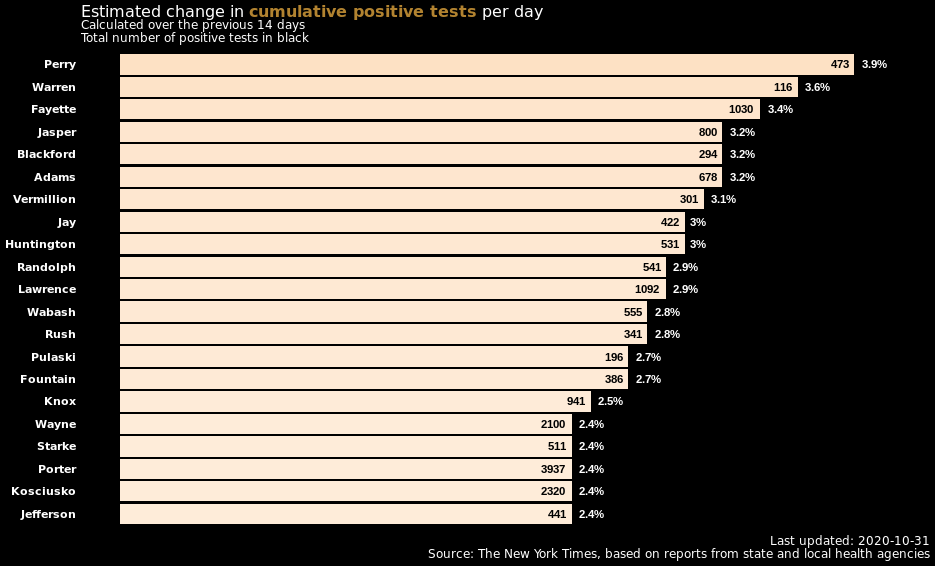 Estimated change in cumulative positive tests per day
Calculated over the previous 14 days
Total number of positive tests in black
Perry 473 3.9%
Warren 116 3.6%
Fayette 1030 3.4%
Jasper 800 3.2%
Blackford 294 3.2%
Adams 678 3.2%
Vermillion 301 3.1%
Jay 422 3%
Huntington 531 3%
Randolph 541 2.9%
Lawrence 1092 2.9%
Wabash 555 2.8%
Rush 341 2.8%
Pulaski 196 2.7%
Fountain 386 2.7%
Knox 941 2.5%
Wayne 2100 2.4%
Starke 511 2.4%
Porter 3937 2.4%
Kosciusko 2320 2.4%
Jefferson 441 2.4%
Last updated: 2020-10-31
Source: The New York Times, based on reports from state and local health agencies